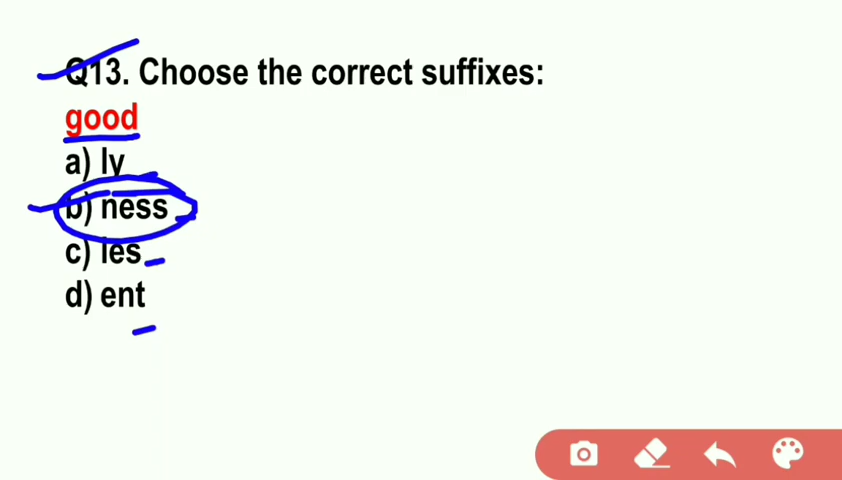 Q13. Choose the correct suffixes:
good
a) ly
b) ness
c) les
d) ent